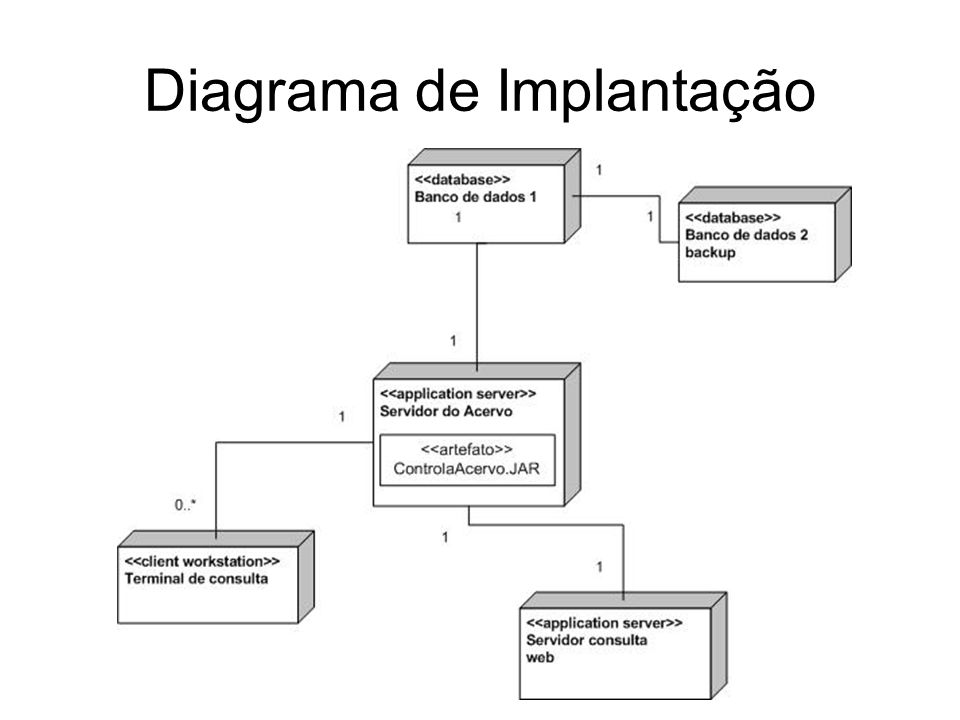 Diagrama de Implantação
<<database>>
Banco de dados 1
1
1
1
<<database>>
Banco de dados 2
backup
1
<<application server>>
Servidor do Acervo
<<artefato>>
ControlaAcervo.JAR
1
0..*
<<client workstation>>
Terminal de consulta
1
1
<<application server>>
Servidor consulta
web